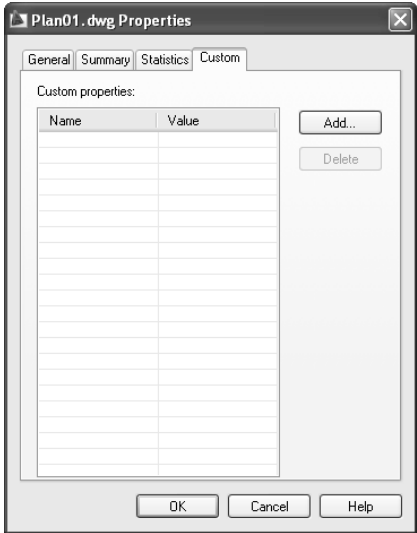 Plan01.dwg Properties
General Summary Statistics Custom
Custom properties:
Name Value
Add...
Delete
OK Cancel Help